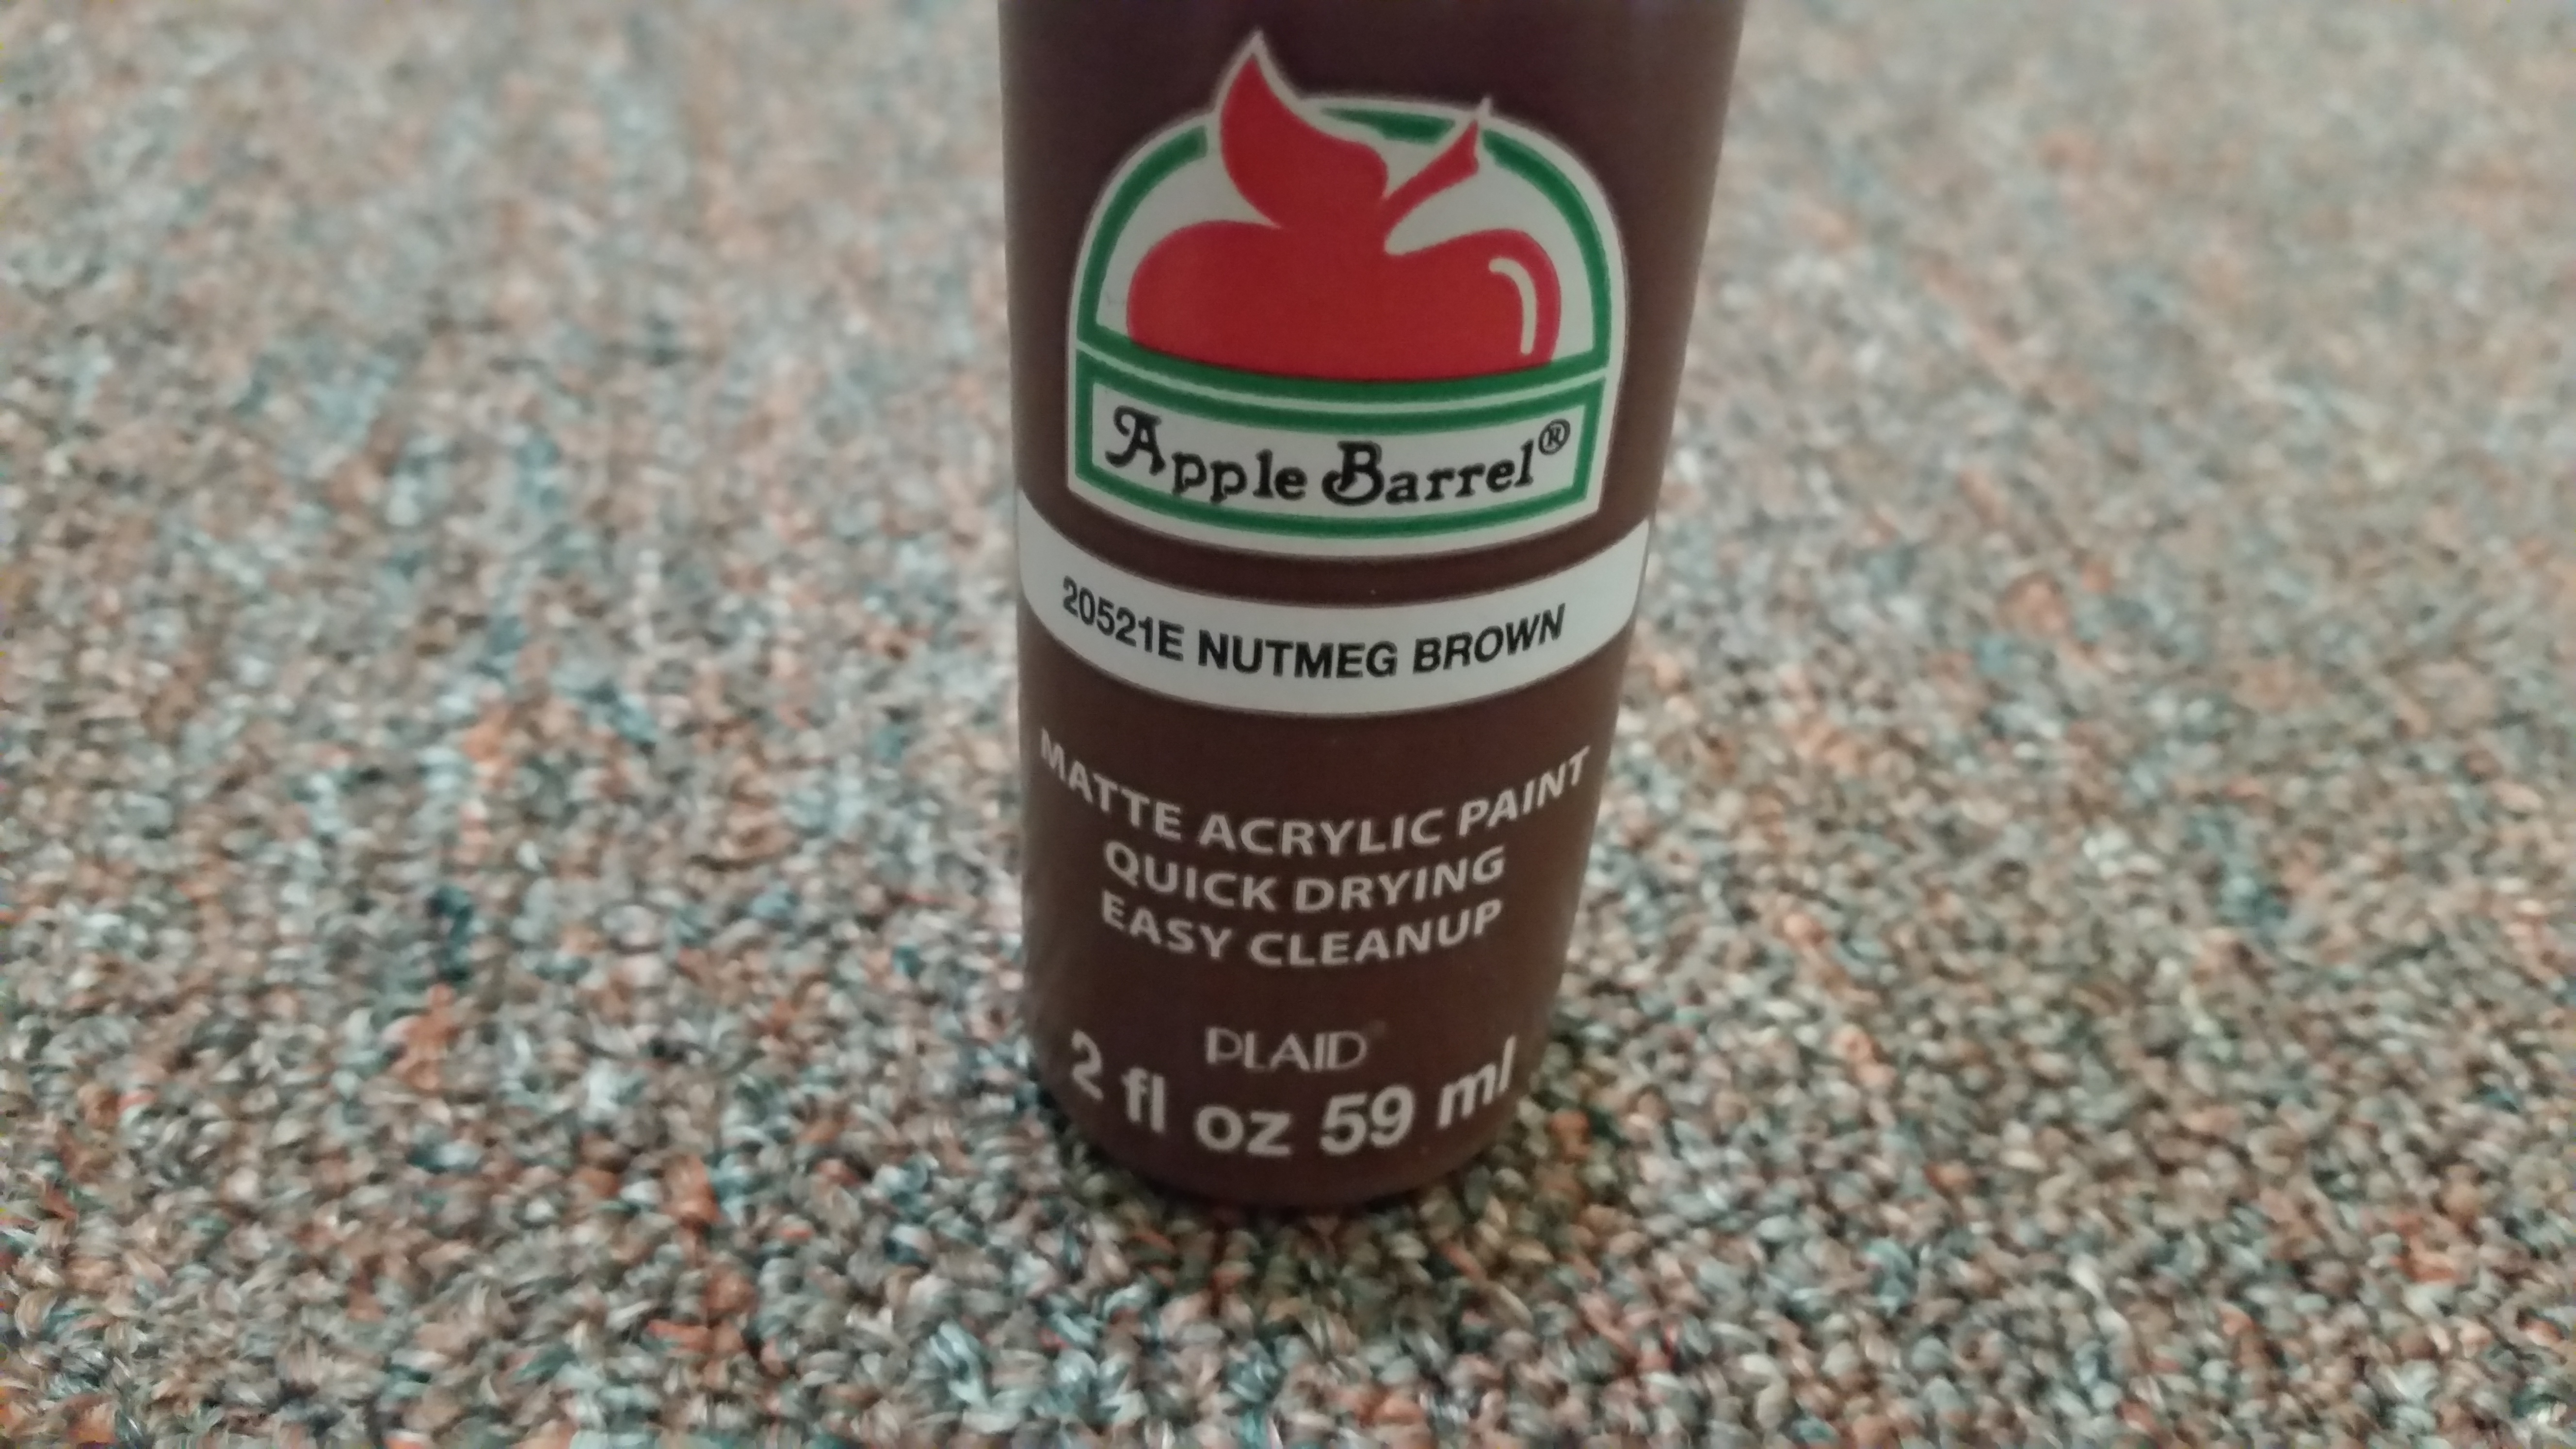 Apple Barrel®
20521E NUTMEG BROWN
MATTE ACRYLIC PAINT
QUICK DRYING
EASY CLEANUP
PLAID®
2 fl oz 59 ml